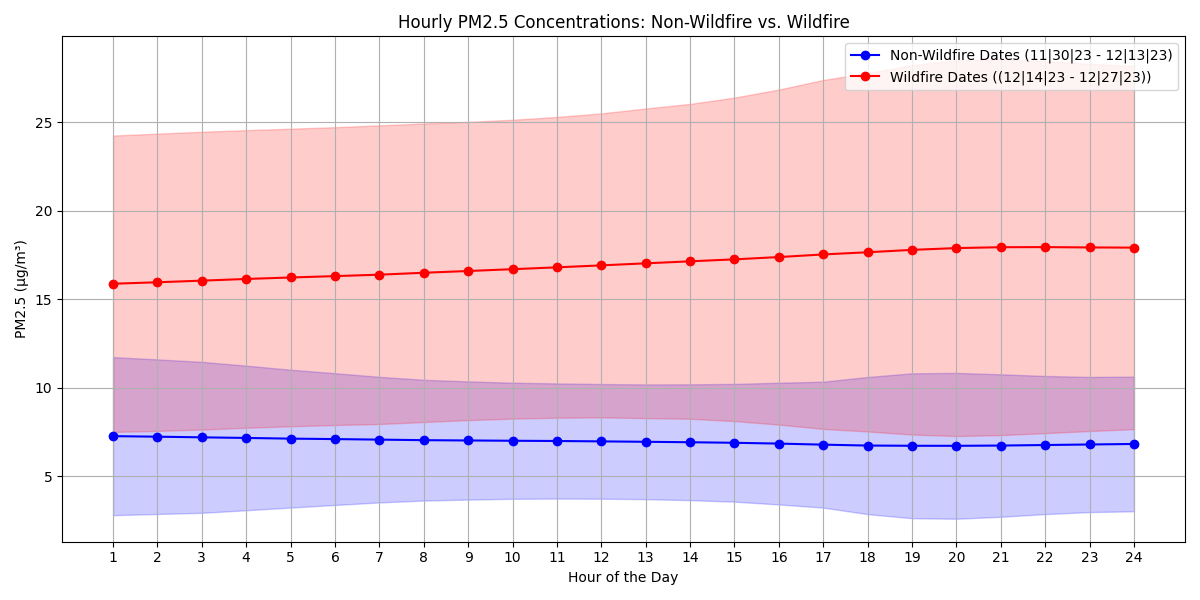 Hourly PM2.5 Concentrations: Non-Wildfire vs. Wildfire
Non-Wildfire Dates (11|30|23 - 12|13|23)
Wildfire Dates ((12|14|23 - 12|27|23))
25
20
15
10
5
PM2.5 (µg/m³)
1 2 3 4 5 6 7 8 9 10 11 12 13 14 15 16 17 18 19 20 21 22 23 24
Hour of the Day